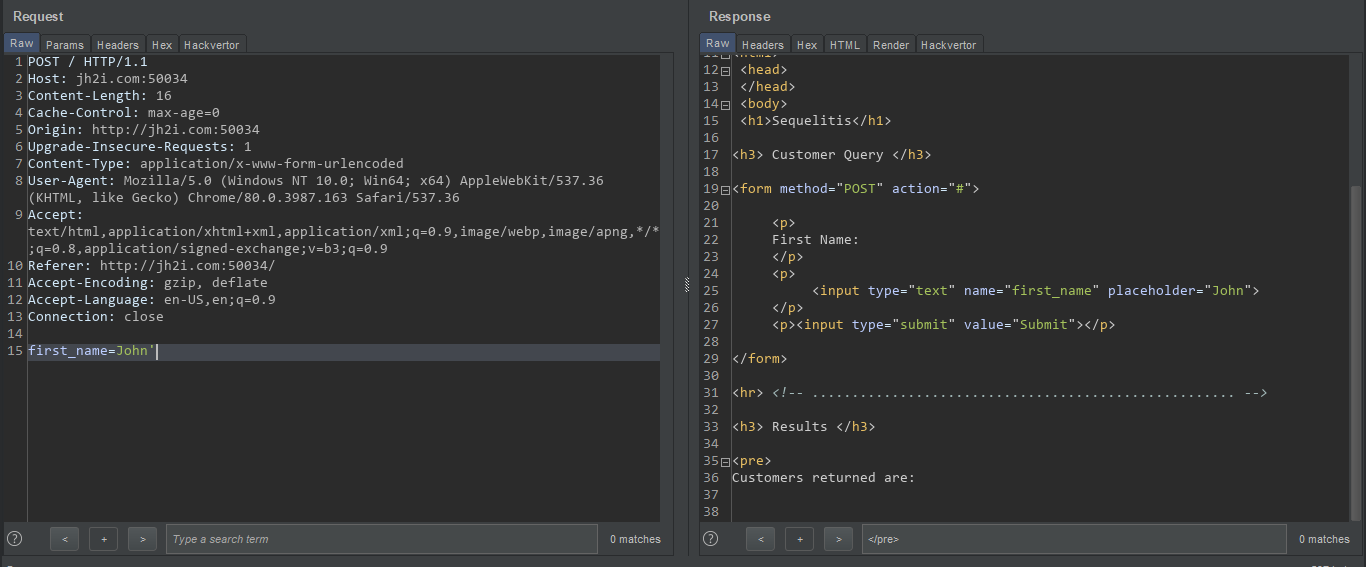 Request
Raw Params Headers Hex Hackvertor
1 POST / HTTP/1.1
2 Host: jh2i.com:50034
3 Content-Length: 16
4 Cache-Control: max-age=0
5 Origin: http://jh2i.com:50034
6 Upgrade-Insecure-Requests: 1
7 Content-Type: application/x-www-form-urlencoded
8 User-Agent: Mozilla/5.0 (Windows NT 10.0; Win64; x64) AppleWebKit/537.36
(KHTML, like Gecko) Chrome/80.0.3987.163 Safari/537.36
9 Accept:
text/html,application/xhtml+xml,application/xml;q=0.9,image/webp,image/apng,*/*
;q=0.8,application/signed-exchange;v=b3;q=0.9
10 Referer: http://jh2i.com:50034/
11 Accept-Encoding: gzip, deflate
12 Accept-Language: en-US,en;q=0.9
13 Connection: close
14
15 first_name=John'
? < + > Type a search term 0 matches
Response
Raw Headers Hex HTML Render Hackvertor
11 <html>
12 <head>
13 </head>
14 <body>
15 <h1>Sequelitis</h1>
16
17 <h3> Customer Query </h3>
18
19 <form method="POST" action="#">
20
21 <p>
22 First Name:
23 </p>
24 <p>
25 <input type="text" name="first_name" placeholder="John">
26 </p>
27 <p><input type="submit" value="Submit"></p>
28
29 </form>
30
31 <hr> <!-- ..................................................... -->
32
33 <h3> Results </h3>
34
35 <pre>
36 Customers returned are:
37
38
? < + > </pre> 0 matches